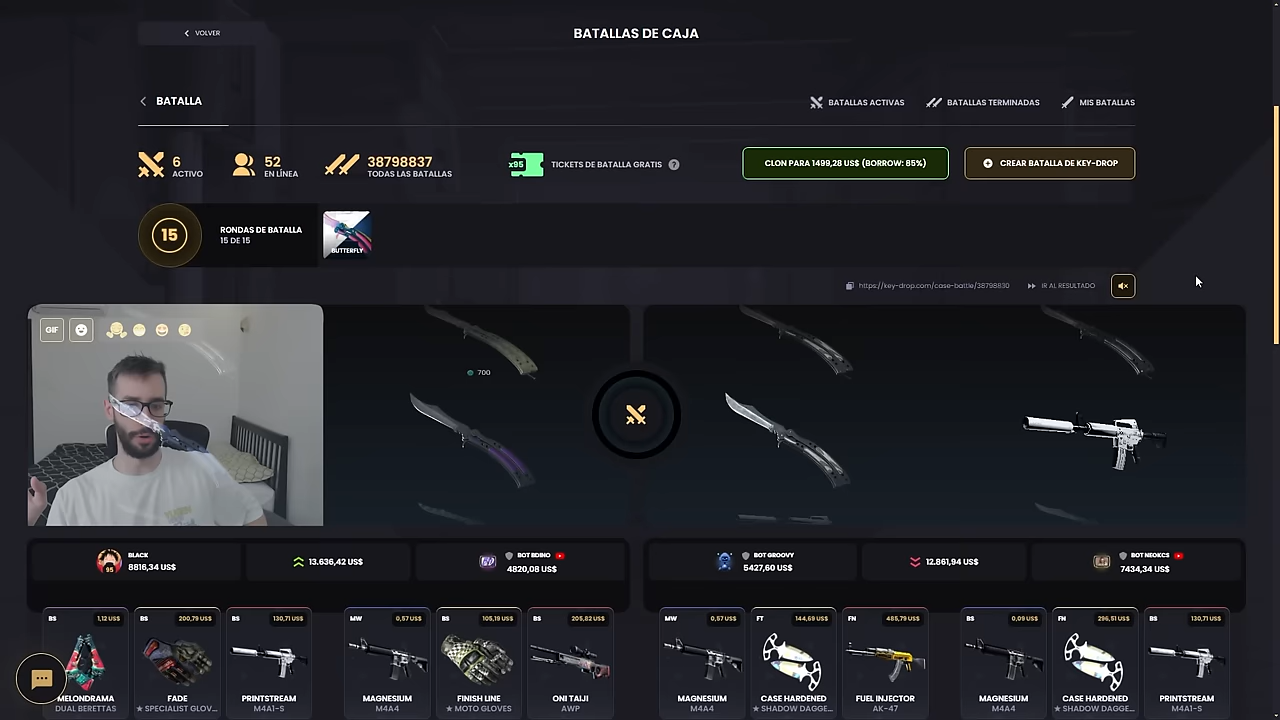 VOLVER
BATALLAS DE CAJA
BATALLA
BATALLAS ACTIVAS
BATALLAS TERMINADAS
MIS BATALLAS
6
ACTIVO
52
EN LÍNEA
38798837
TODAS LAS BATALLAS
x95
TICKETS DE BATALLA GRATIS ?
CLON PARA 1499,28 US$ (BORROW: 85%)
CREAR BATALLA DE KEY-DROP
15
RONDAS DE BATALLA
15 DE 15
BUTTERFLY
https://key-drop.com/case-battle/38798830
IR AL RESULTADO
GIF
700
BLACK
95
8816,34 US$
13.636,42 US$
BOT BDINO
4820,08 US$
BOT GROOVY
5427,60 US$
12.861,94 US$
BOT NEOKCS
7434,34 US$
BS 1,12 US$
MELONDRAMA
DUAL BERETTAS
BS 200,79 US$
FADE
★ SPECIALIST GLOV...
BS 130,71 US$
PRINTSTREAM
M4A1-S
MW 0,57 US$
MAGNESIUM
M4A4
BS 105,19 US$
FINISH LINE
★ MOTO GLOVES
BS 205,82 US$
ONI TAIJI
AWP
MW 0,57 US$
MAGNESIUM
M4A4
FT 144,69 US$
CASE HARDENED
★ SHADOW DAGGE...
FN 485,79 US$
FUEL INJECTOR
AK-47
BS 0,09 US$
MAGNESIUM
M4A4
FN 296,51 US$
CASE HARDENED
★ SHADOW DAGGE...
BS 130,71 US$
PRINTSTREAM
M4A1-S